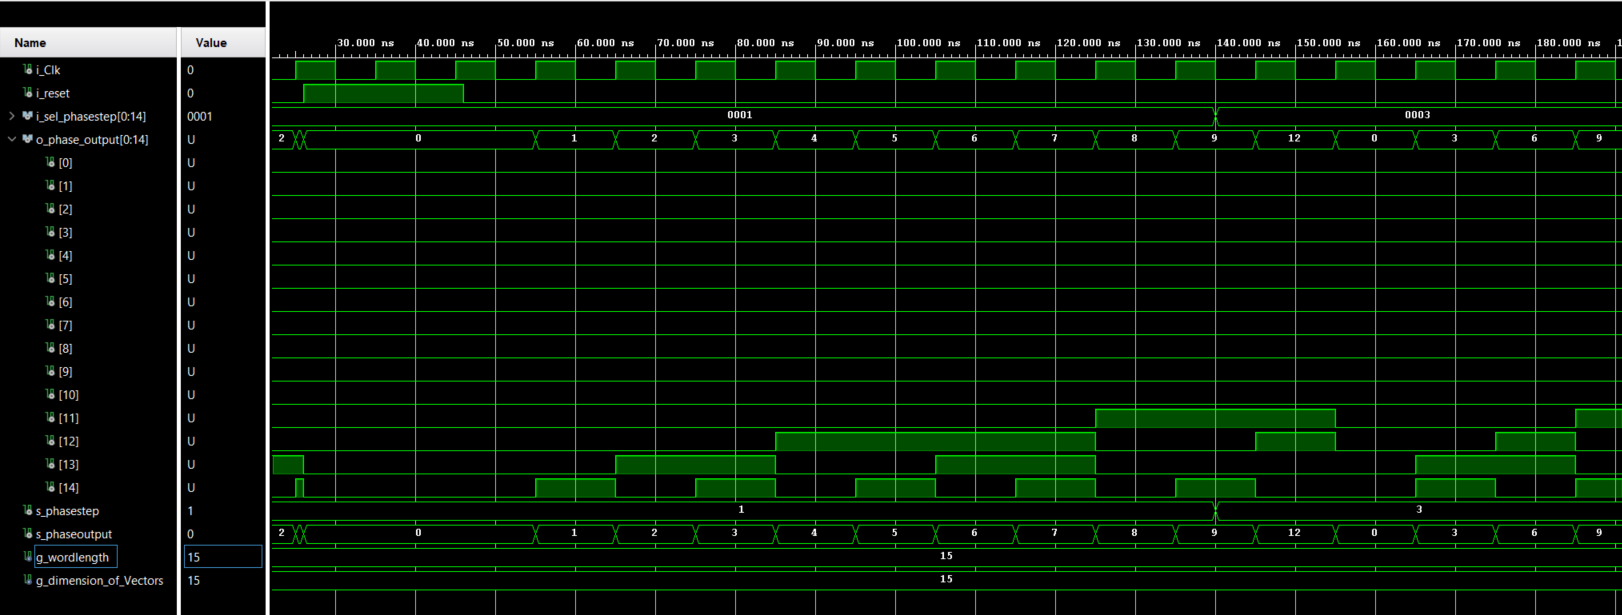 Name Value
30.000 ns 40.000 ns 50.000 ns 60.000 ns 70.000 ns 80.000 ns 90.000 ns 100.000 ns 110.000 ns 120.000 ns 130.000 ns 140.000 ns 150.000 ns 160.000 ns 170.000 ns 180.000 ns
i_Clk 0
i_reset 0
i_sel_phasestep[0:14] 0001 0001 0003
o_phase_output[0:14] U 2 0 1 2 3 4 5 6 7 8 9 12 0 3 6 9
[0] U
[1] U
[2] U
[3] U
[4] U
[5] U
[6] U
[7] U
[8] U
[9] U
[10] U
[11] U
[12] U
[13] U
[14] U
s_phasestep 1 1 3
s_phaseoutput 0 2 0 1 2 3 4 5 6 7 8 9 12 0 3 6 9
g_wordlength 15 15
g_dimension_of_Vectors 15 15